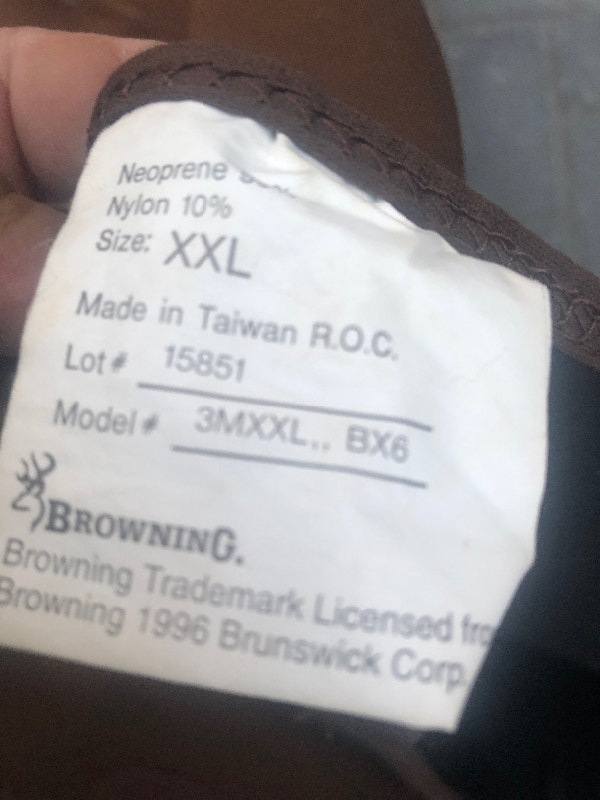 Neoprene
Nylon 10%
Size: XXL
Made in Taiwan R.O.C.
Lot# 15851
Model# 3MXXL,, BX6
BROWNING.
Browning Trademark Licensed
Browning 1996 Brunswick Corp